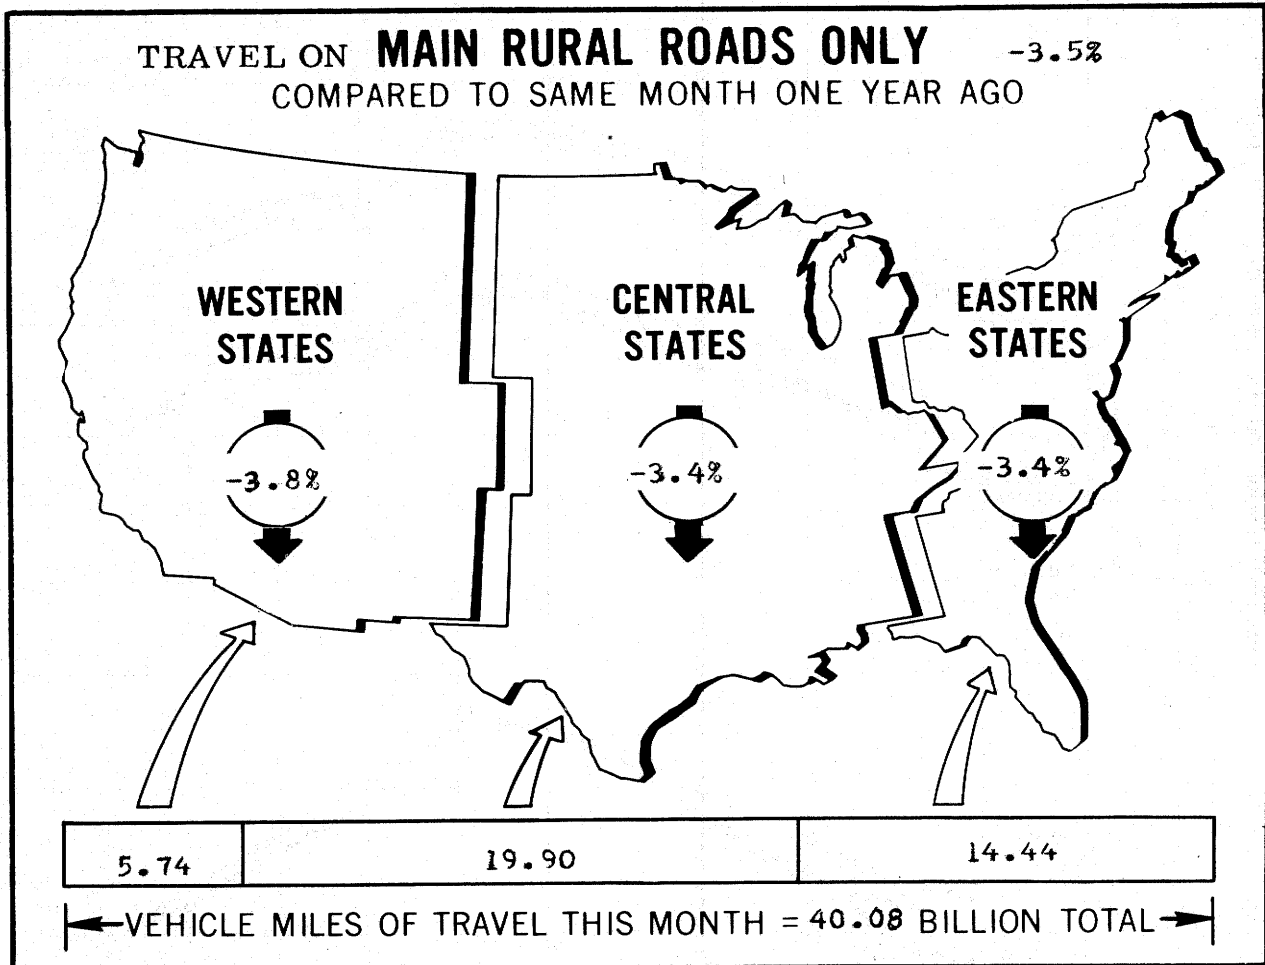 TRAVEL ON MAIN RURAL ROADS ONLY -3.5%
COMPARED TO SAME MONTH ONE YEAR AGO
WESTERN
STATES
-3.8%
CENTRAL
STATES
-3.4%
EASTERN
STATES
-3.4%
5.74
19.90
14.44
VEHICLE MILES OF TRAVEL THIS MONTH = 40.08 BILLION TOTAL